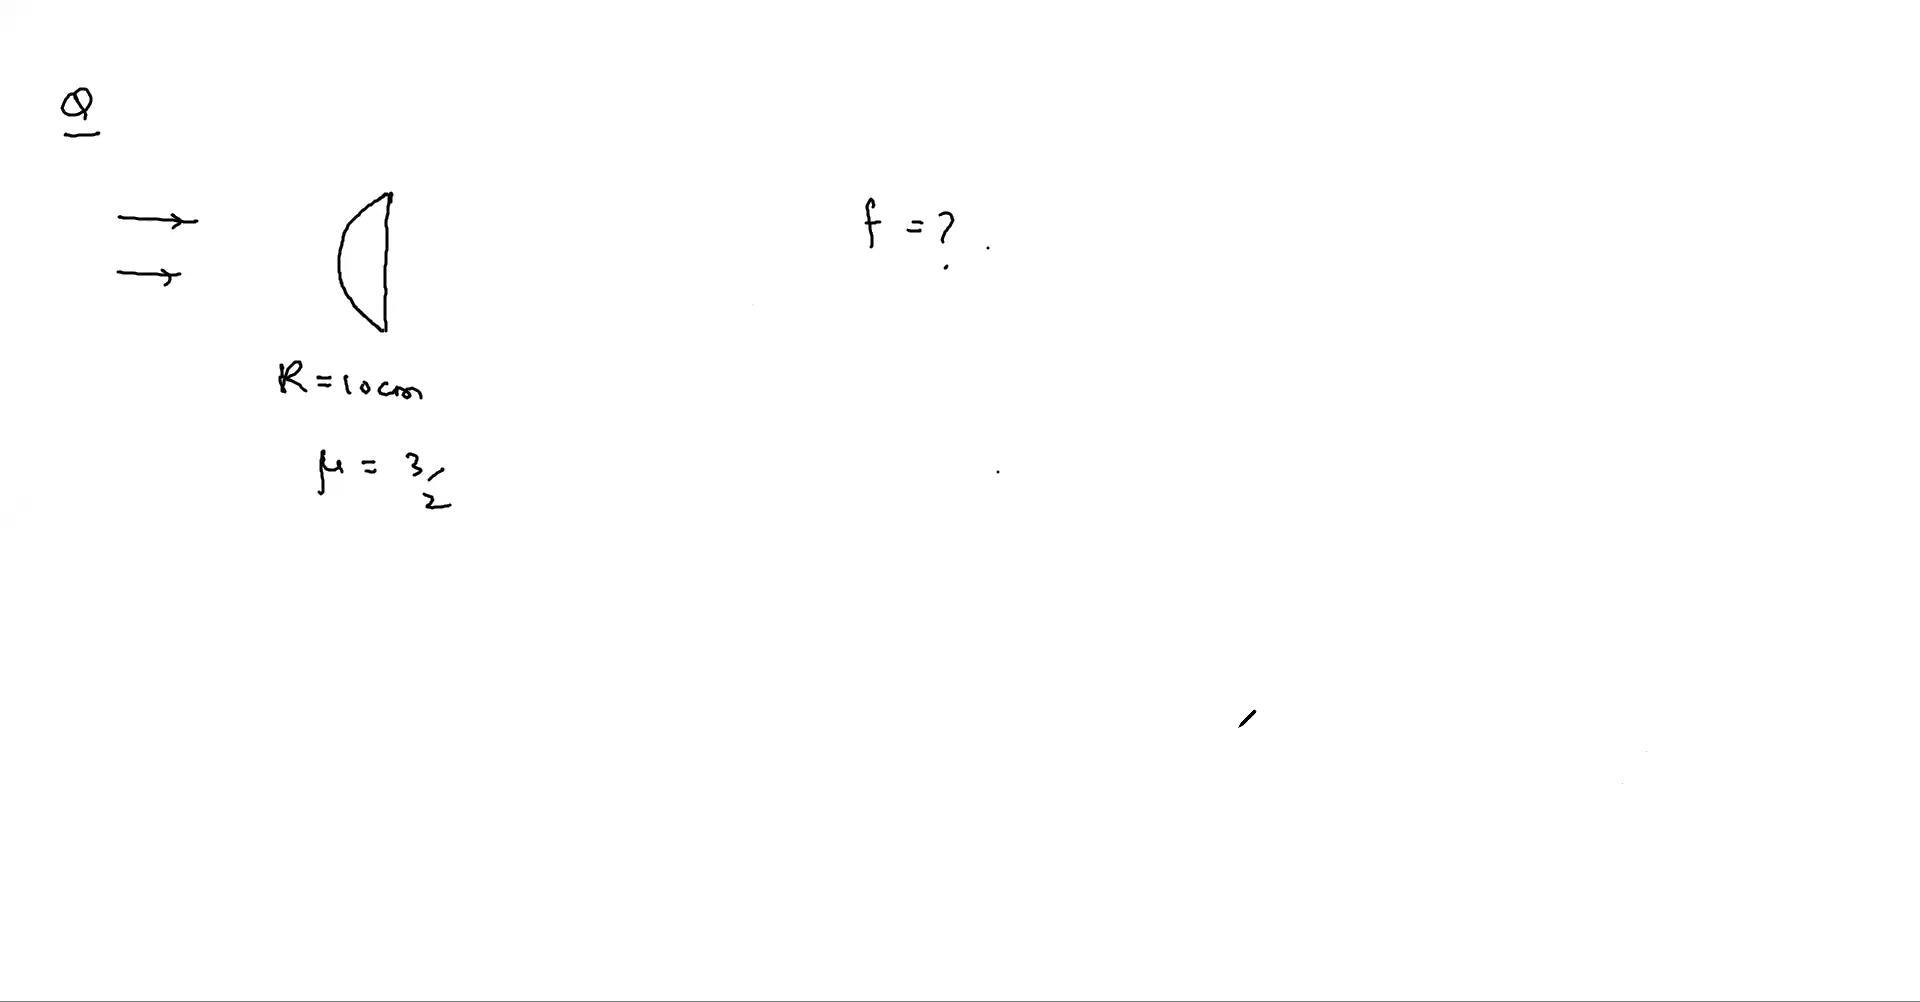 Q
f = ?
R = 10cm
μ = 3/2